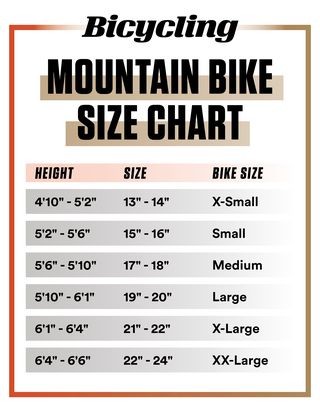 Bicycling
MOUNTAIN BIKE
SIZE CHART
HEIGHT SIZE BIKE SIZE
4'10" - 5'2" 13" - 14" X-Small
5'2" - 5'6" 15" - 16" Small
5'6" - 5'10" 17" - 18" Medium
5'10" - 6'1" 19" - 20" Large
6'1" - 6'4" 21" - 22" X-Large
6'4" - 6'6" 22" - 24" XX-Large